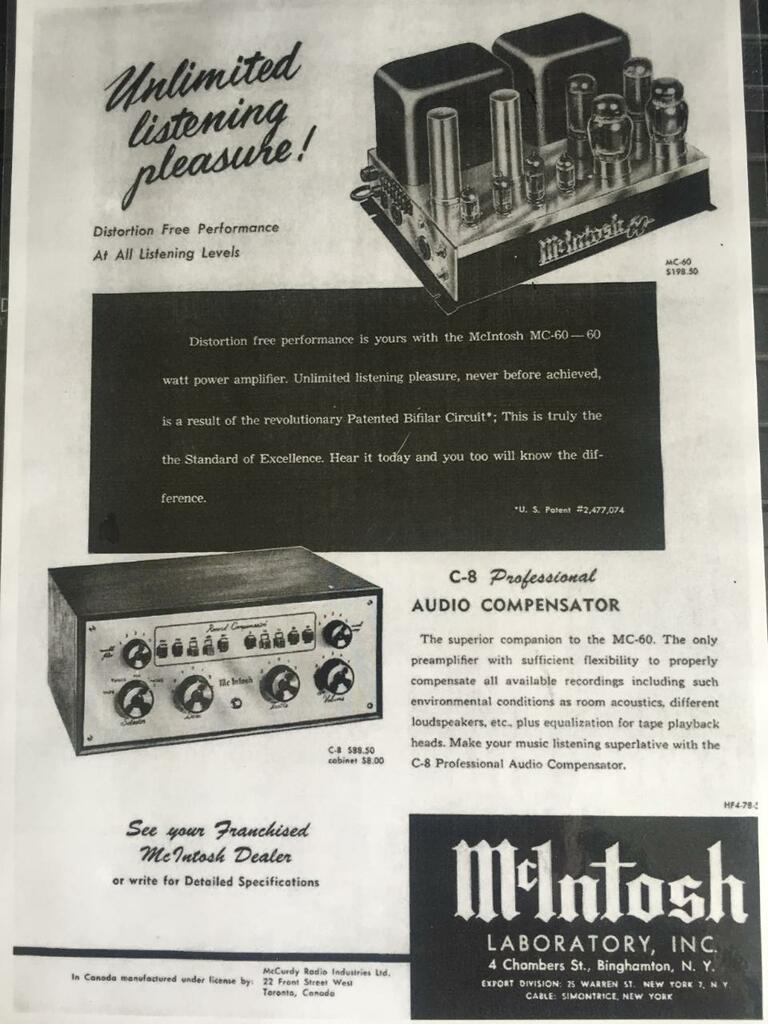 Unlimited
listening
pleasure!
Distortion Free Performance
At All Listening Levels
McIntosh 60
MC-60
$198.50
Distortion free performance is yours with the McIntosh MC-60 — 60
watt power amplifier. Unlimited listening pleasure, never before achieved,
is a result of the revolutionary Patented Bifilar Circuit*; This is truly the
the Standard of Excellence. Hear it today and you too will know the dif-
ference.
*U. S. Patent #2,477,074
C-8 Professional
AUDIO COMPENSATOR
The superior companion to the MC-60. The only
preamplifier with sufficient flexibility to properly
compensate all available recordings including such
environmental conditions as room acoustics, different
loudspeakers, etc., plus equalization for tape playback
heads. Make your music listening superlative with the
C-8 Professional Audio Compensator.
Record Compensator
McIntosh
Selector
Bass
Treble
Volume
C-8 $88.50
cabinet $8.00
See your Franchised
McIntosh Dealer
or write for Detailed Specifications
McIntosh
LABORATORY, INC.
4 Chambers St., Binghamton, N. Y.
EXPORT DIVISION: 25 WARREN ST. NEW YORK 7, N. Y.
CABLE: SIMONTRICE, NEW YORK
In Canada manufactured under license by:
McCurdy Radio Industries Ltd.
22 Front Street West
Toronto, Canada